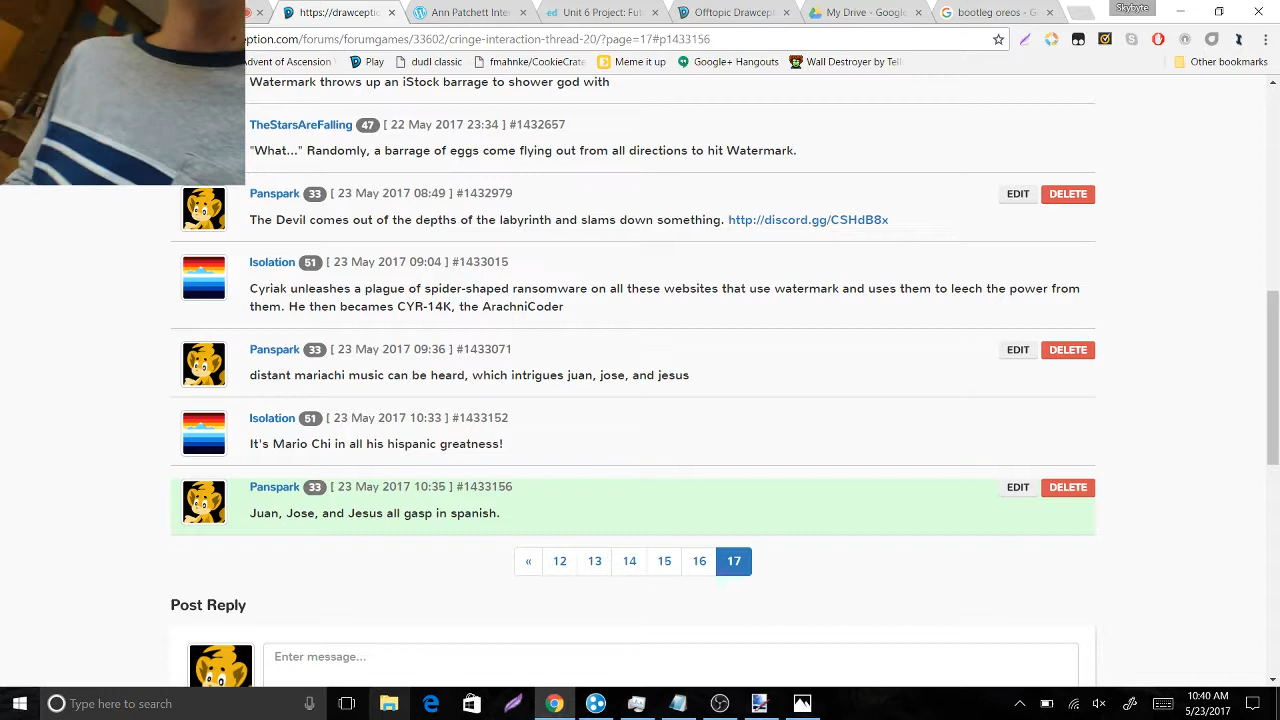 https://drawceptic
Ann Patchett Inter
Unit 6 Project: Futu
Offtopic Drawcept
My Drive - Google
bootleg oreos - Go
Skybyte
ption.com/forums/forumgames/33602/cringe-interaction-thread-20/?page=17#p1433156
dvent of Ascension
Play
dudl classic
fmahnke/CookieCrate
meme it up
Google+ Hangouts
Wall Destroyer by Tell
Other bookmarks
Watermark throws up an iStock barrage to shower god with
TheStarsAreFalling 47 [ 22 May 2017 23:34 ] #1432657
"What..." Randomly, a barrage of eggs come flying out from all directions to hit Watermark.
Panspark 33 [ 23 May 2017 08:49 ] #1432979 EDIT DELETE
The Devil comes out of the depths of the labyrinth and slams down something. http://discord.gg/CSHdB8x
Isolation 51 [ 23 May 2017 09:04 ] #1433015
Cyriak unleashes a plague of spider-shaped ransomware on all three websites that use watermark and uses them to leech the power from
them. He then becames CYR-14K, the ArachniCoder
Panspark 33 [ 23 May 2017 09:36 ] #1433071 EDIT DELETE
distant mariachi music can be heard, which intrigues juan, jose, and jesus
Isolation 51 [ 23 May 2017 10:33 ] #1433152
It's Mario Chi in all his hispanic greatness!
Panspark 33 [ 23 May 2017 10:35 ] #1433156 EDIT DELETE
Juan, Jose, and Jesus all gasp in spanish.
« 12 13 14 15 16 17
Post Reply
Enter message...
Type here to search
10:40 AM
5/23/2017